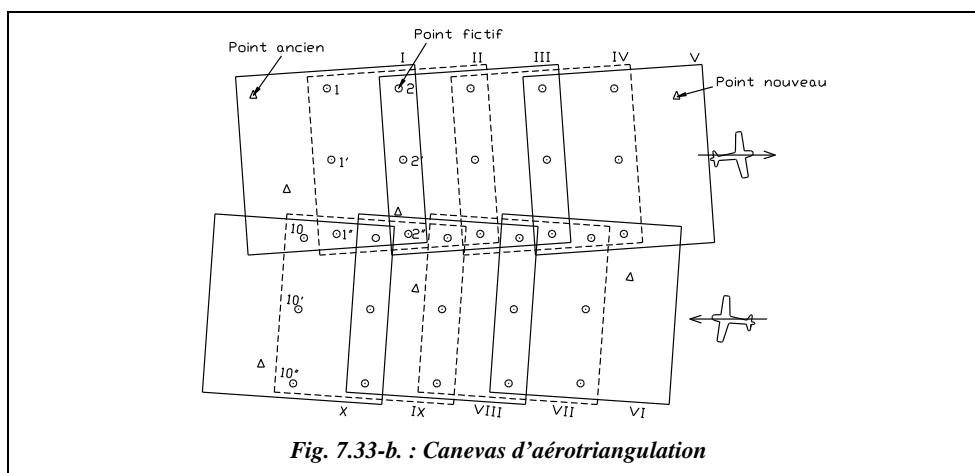 Point ancien
Point fictif
I II III IV V
Point nouveau
1 2
1' 2'
10 1" 2"
10'
10"
X IX VIII VII VI
Fig. 7.33-b. : Canevas d'aérotriangulation